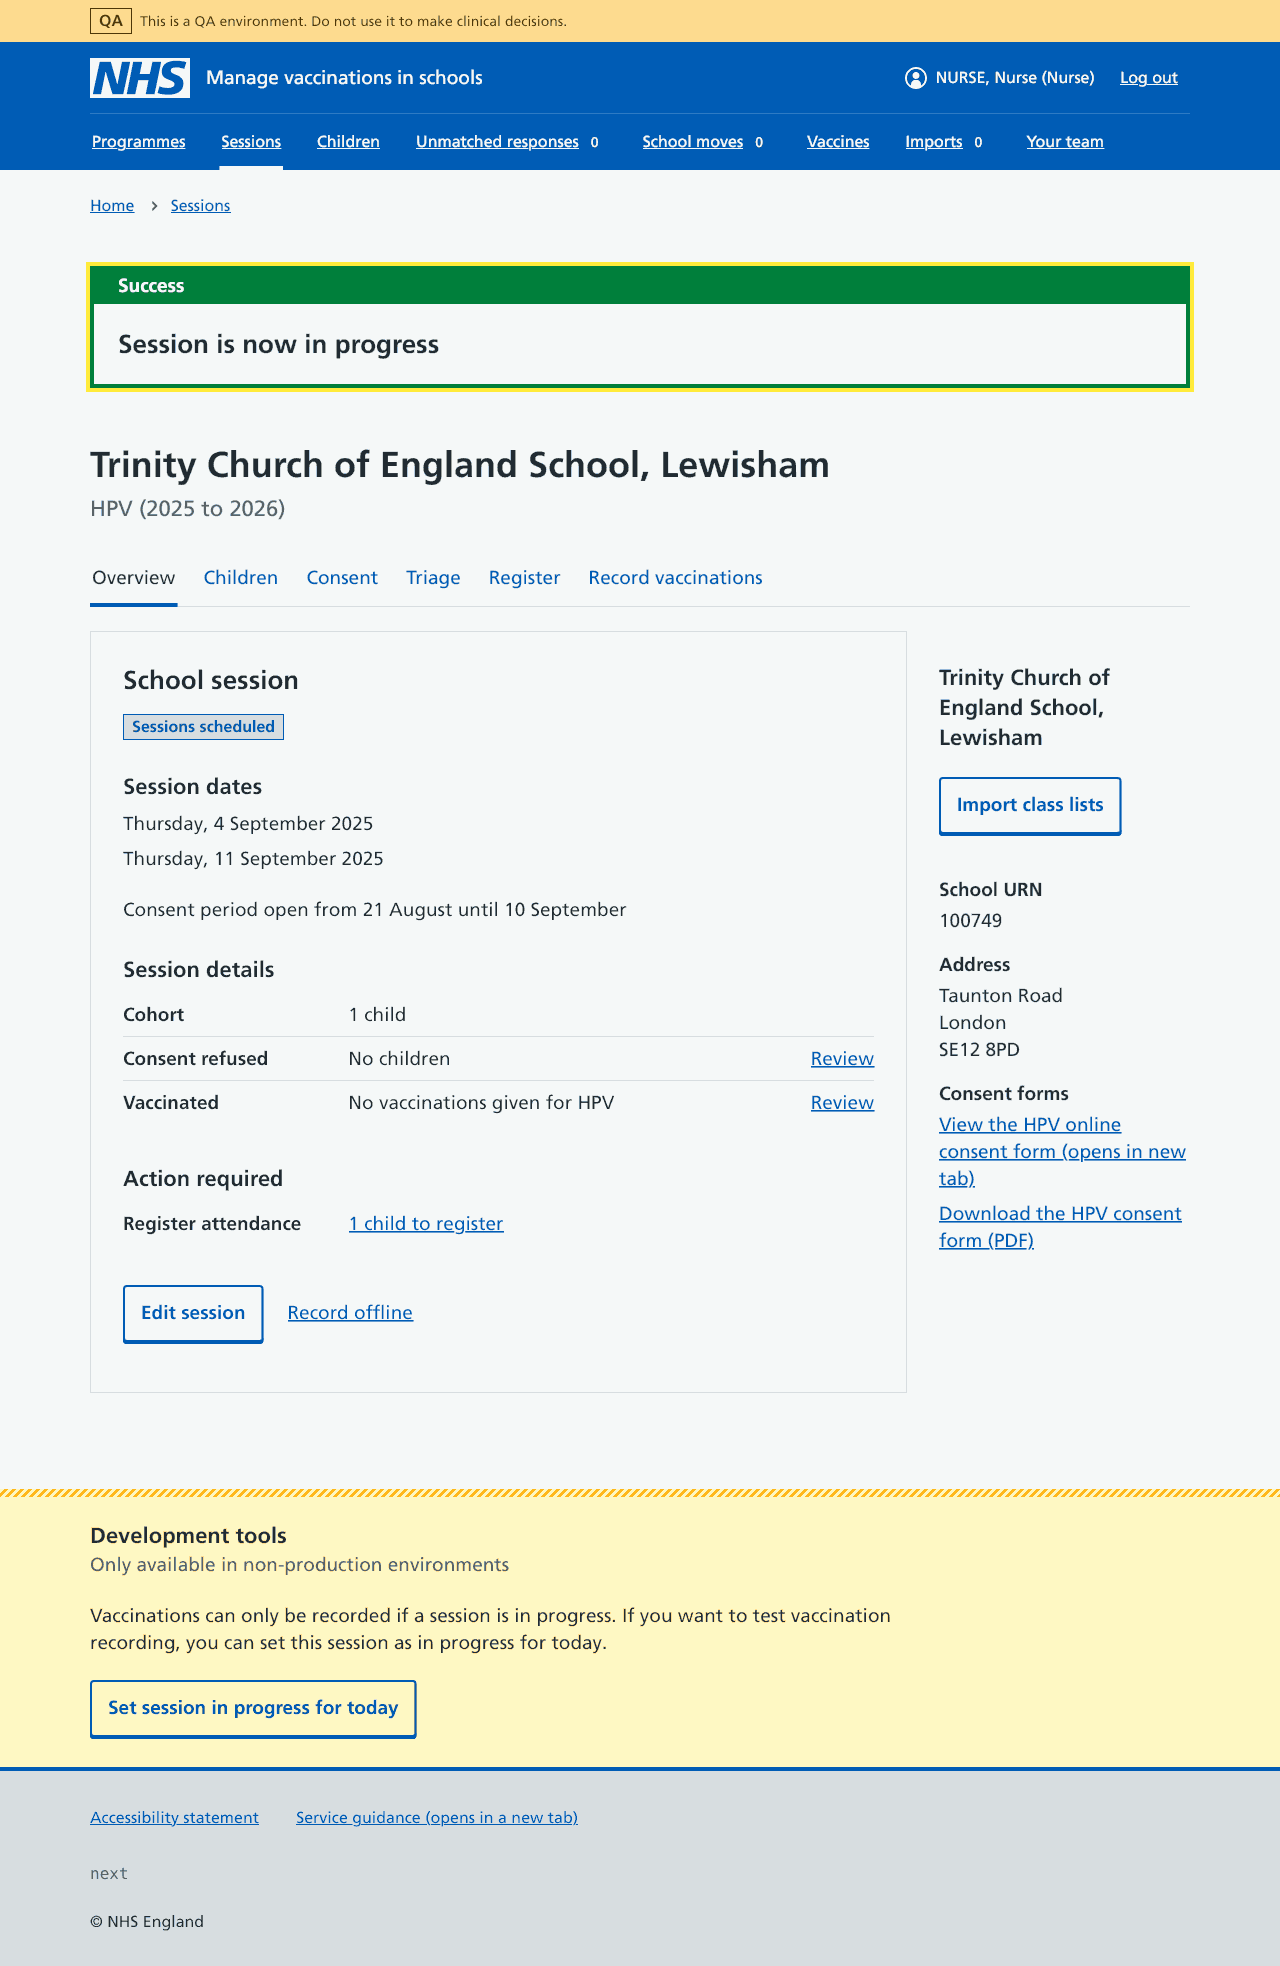 QA This is a QA environment. Do not use it to make clinical decisions.
NHS Manage vaccinations in schools NURSE, Nurse (Nurse) Log out
Programmes Sessions Children Unmatched responses 0 School moves 0 Vaccines Imports 0 Your team
Home › Sessions
Success
Session is now in progress
Trinity Church of England School, Lewisham
HPV (2025 to 2026)
Overview Children Consent Triage Register Record vaccinations
School session
Sessions scheduled
Session dates
Thursday, 4 September 2025
Thursday, 11 September 2025
Consent period open from 21 August until 10 September
Session details
Cohort 1 child
Consent refused No children Review
Vaccinated No vaccinations given for HPV Review
Action required
Register attendance 1 child to register
Edit session Record offline
Trinity Church of
England School,
Lewisham
Import class lists
School URN
100749
Address
Taunton Road
London
SE12 8PD
Consent forms
View the HPV online
consent form (opens in new
tab)
Download the HPV consent
form (PDF)
Development tools
Only available in non-production environments
Vaccinations can only be recorded if a session is in progress. If you want to test vaccination
recording, you can set this session as in progress for today.
Set session in progress for today
Accessibility statement Service guidance (opens in a new tab)
next
© NHS England